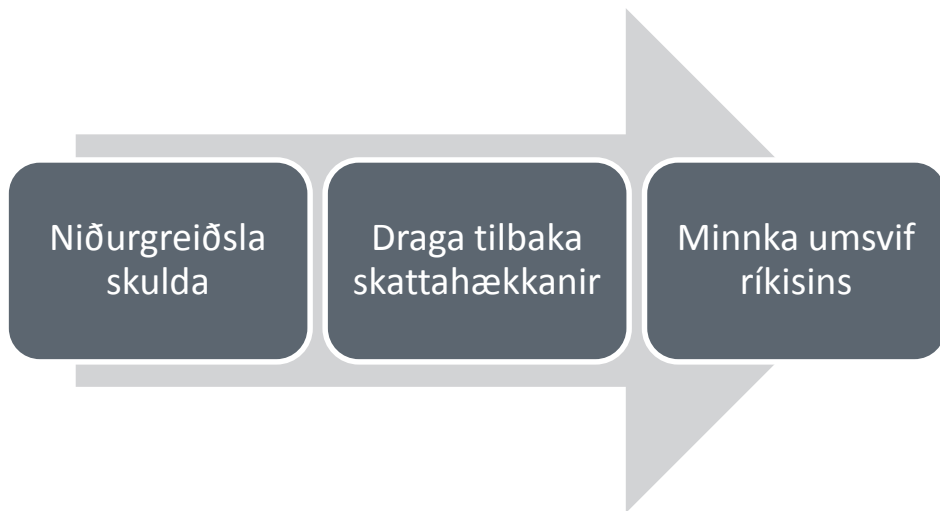 Niðurgreiðsla
skulda
Draga tilbaka
skattahækkanir
Minnka umsvif
ríkisins